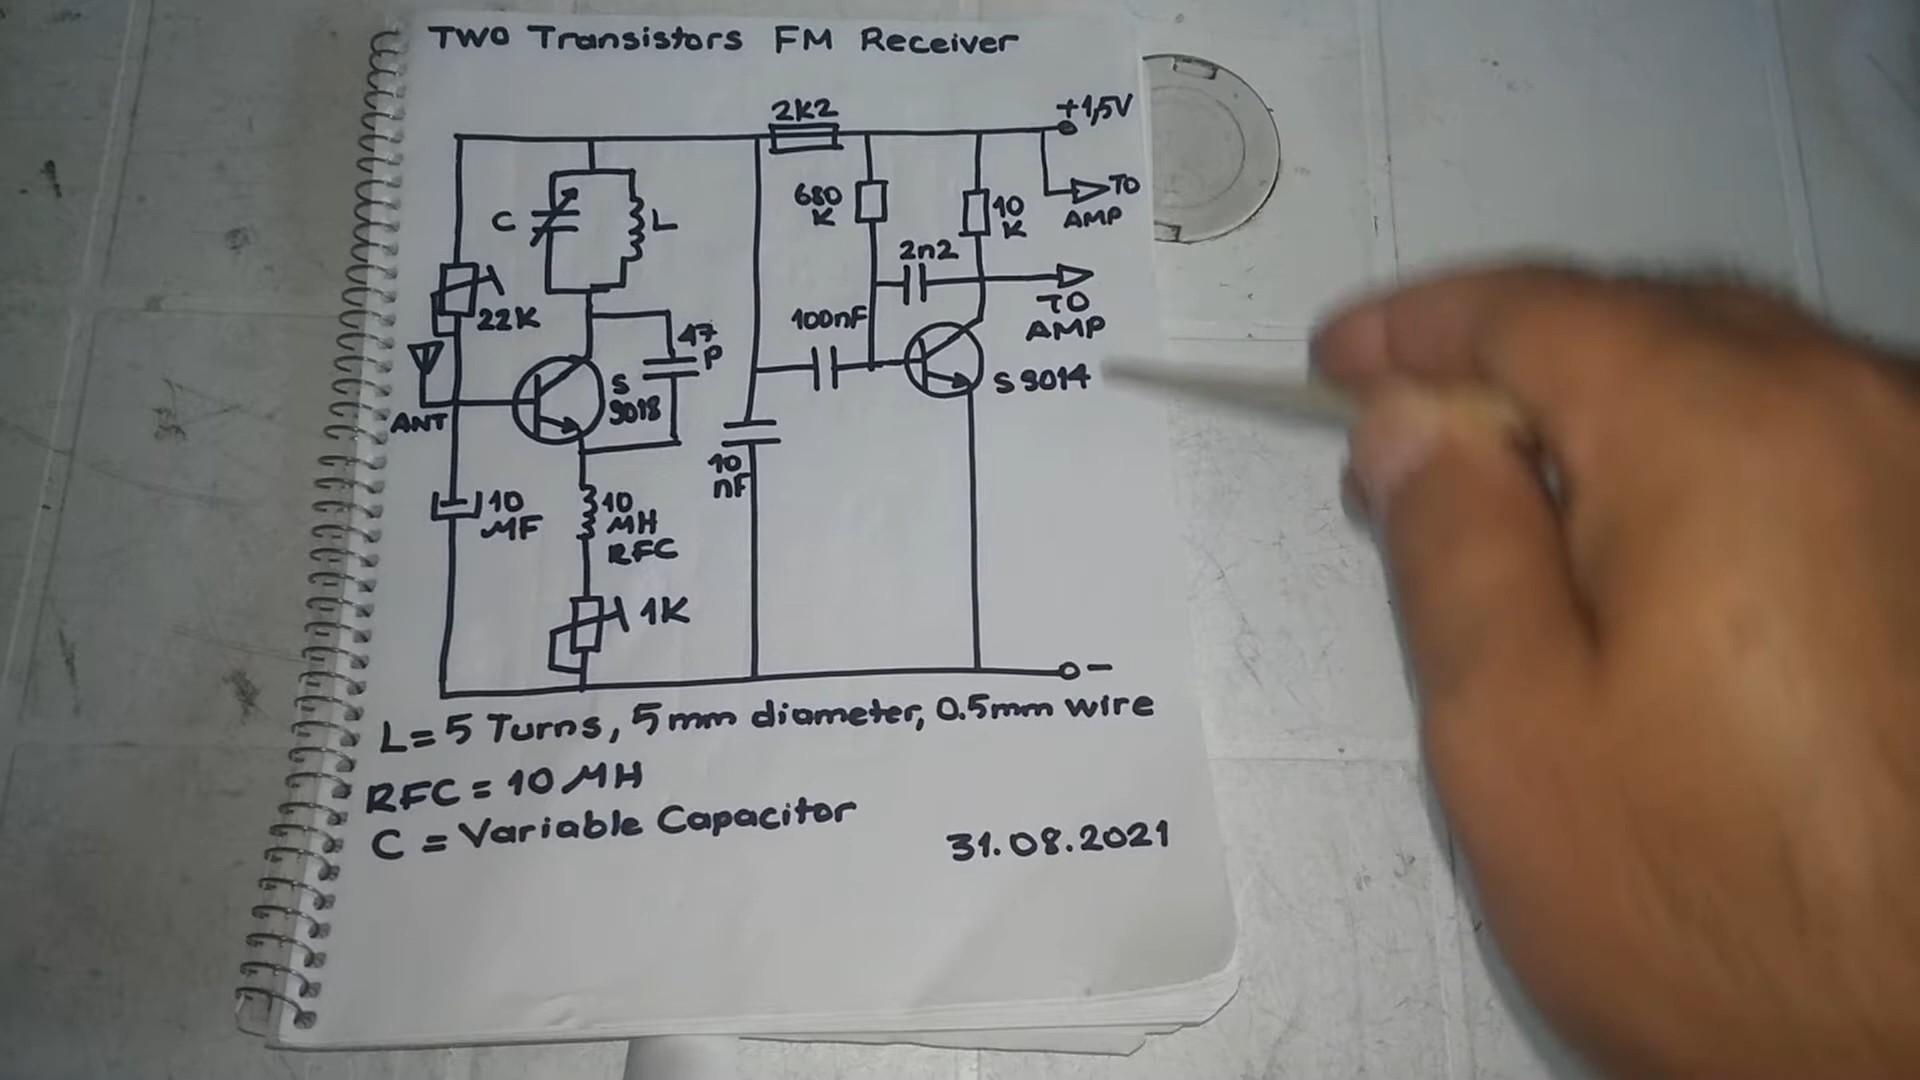 TWO Transistors FM Receiver
2K2
+1,5V
680
K
10
K
TO
AMP
C
L
2n2
22K
100nF
TO
AMP
47
P
ANT
S
9018
S9014
10
nF
10
MF
10
MH
RFC
1K
-
L=5 Turns, 5mm diameter, 0.5mm wire
RFC = 10 MH
C = Variable Capacitor
31.08.2021